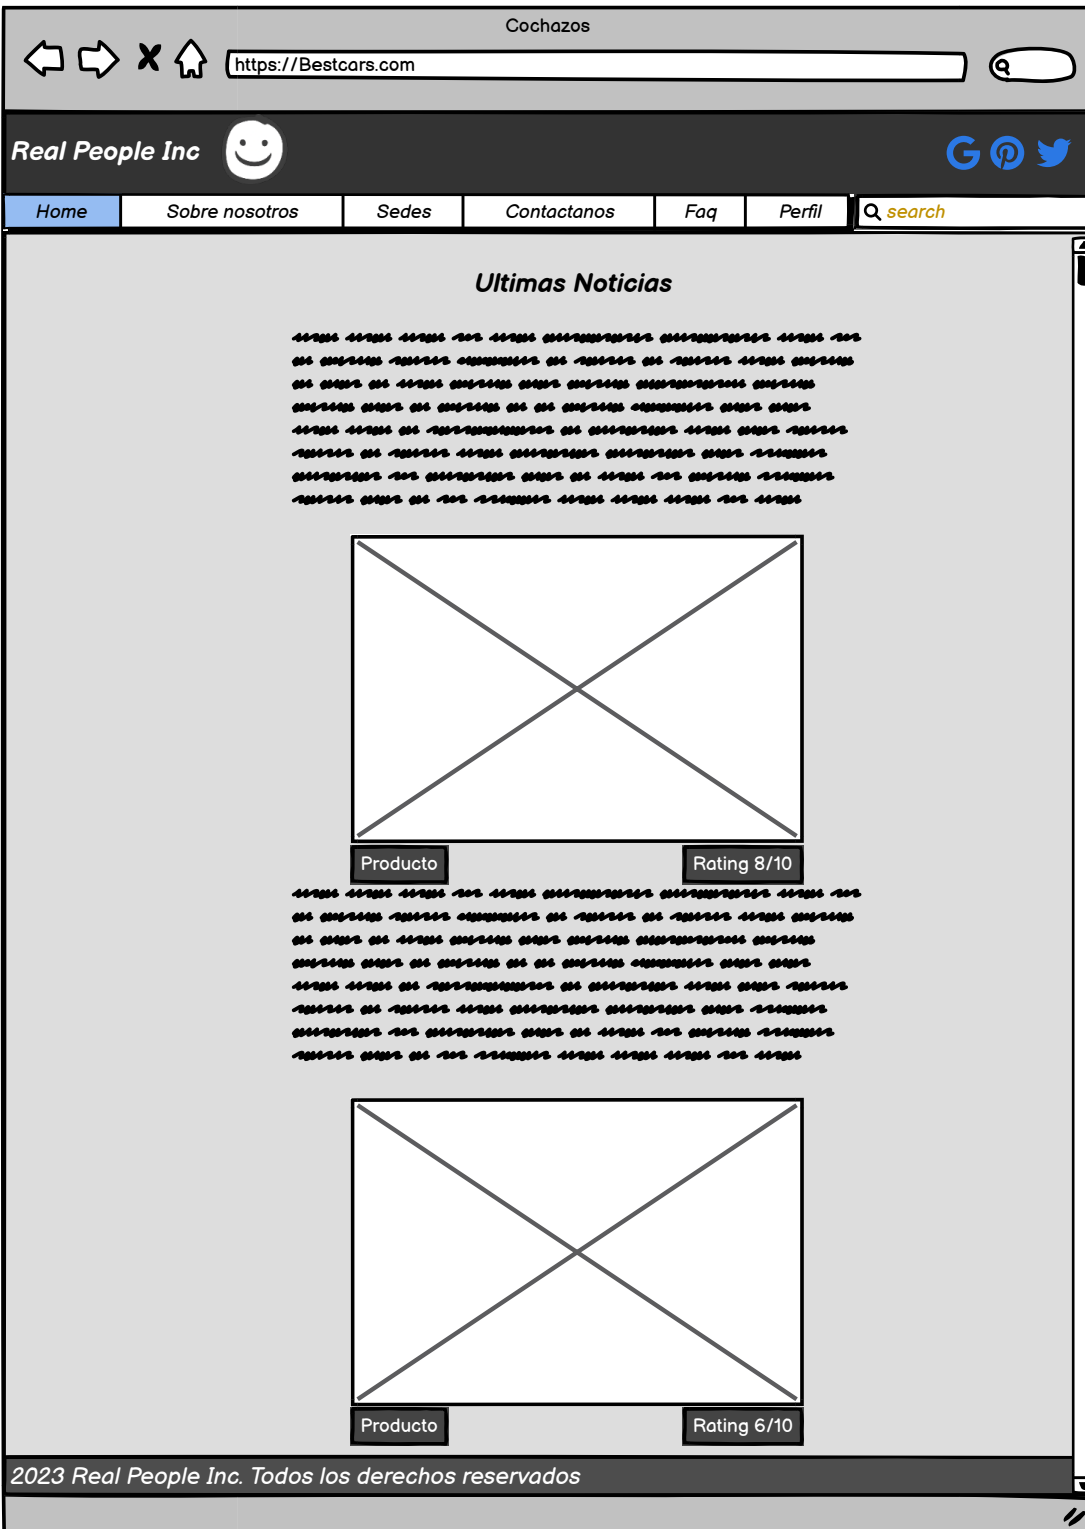 Cochazos
https://Bestcars.com
Real People Inc
Home Sobre nosotros Sedes Contactanos Faq Perfil search
Ultimas Noticias
Producto Rating 8/10
Producto Rating 6/10
2023 Real People Inc. Todos los derechos reservados